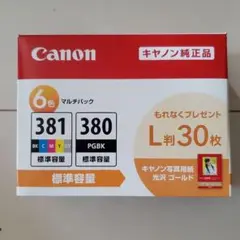 Canon
キヤノン純正品
6色
マルチパック
381
BK C M Y GY
標準容量
380
PGBK
標準容量
標準容量
もれなくプレゼント
L判30枚
キヤノン写真用紙
光沢 ゴールド